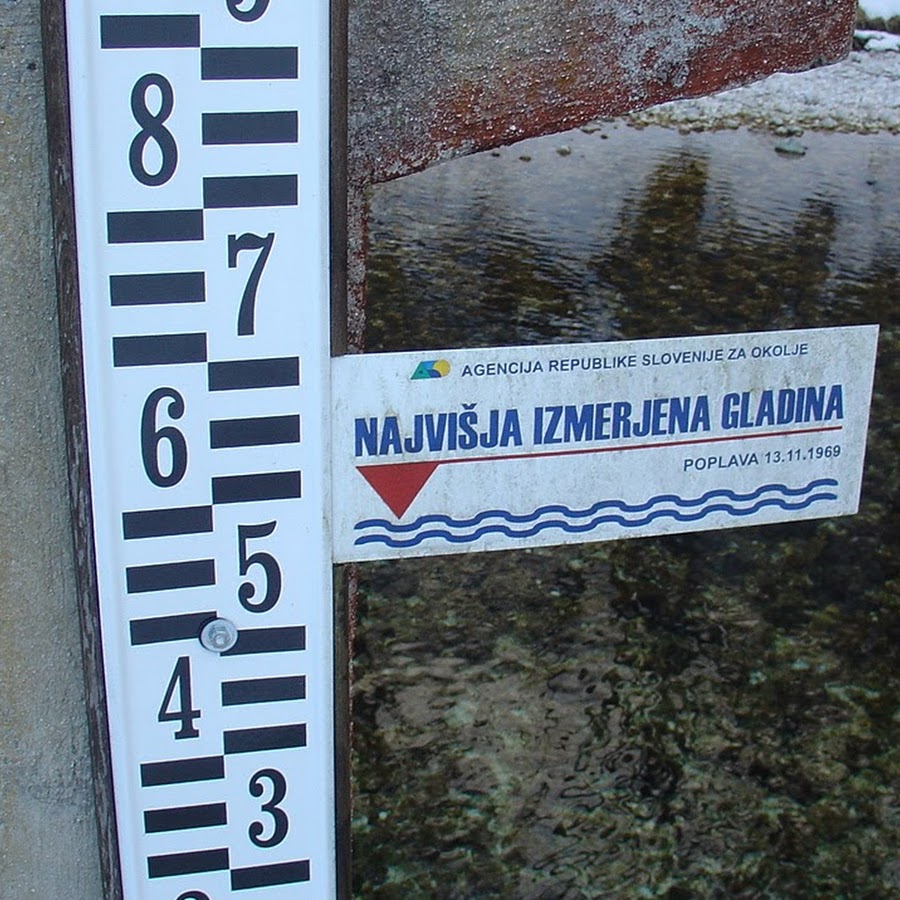 8
7
6
5
4
3
AGENCIJA REPUBLIKE SLOVENIJE ZA OKOLJE
NAJVIŠJA IZMERJENA GLADINA
POPLAVA 13.11.1969